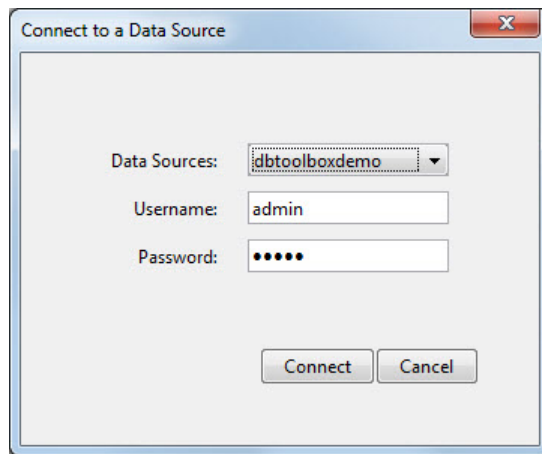 Connect to a Data Source
Data Sources: dbtoolboxdemo
Username: admin
Password: •••••
Connect Cancel